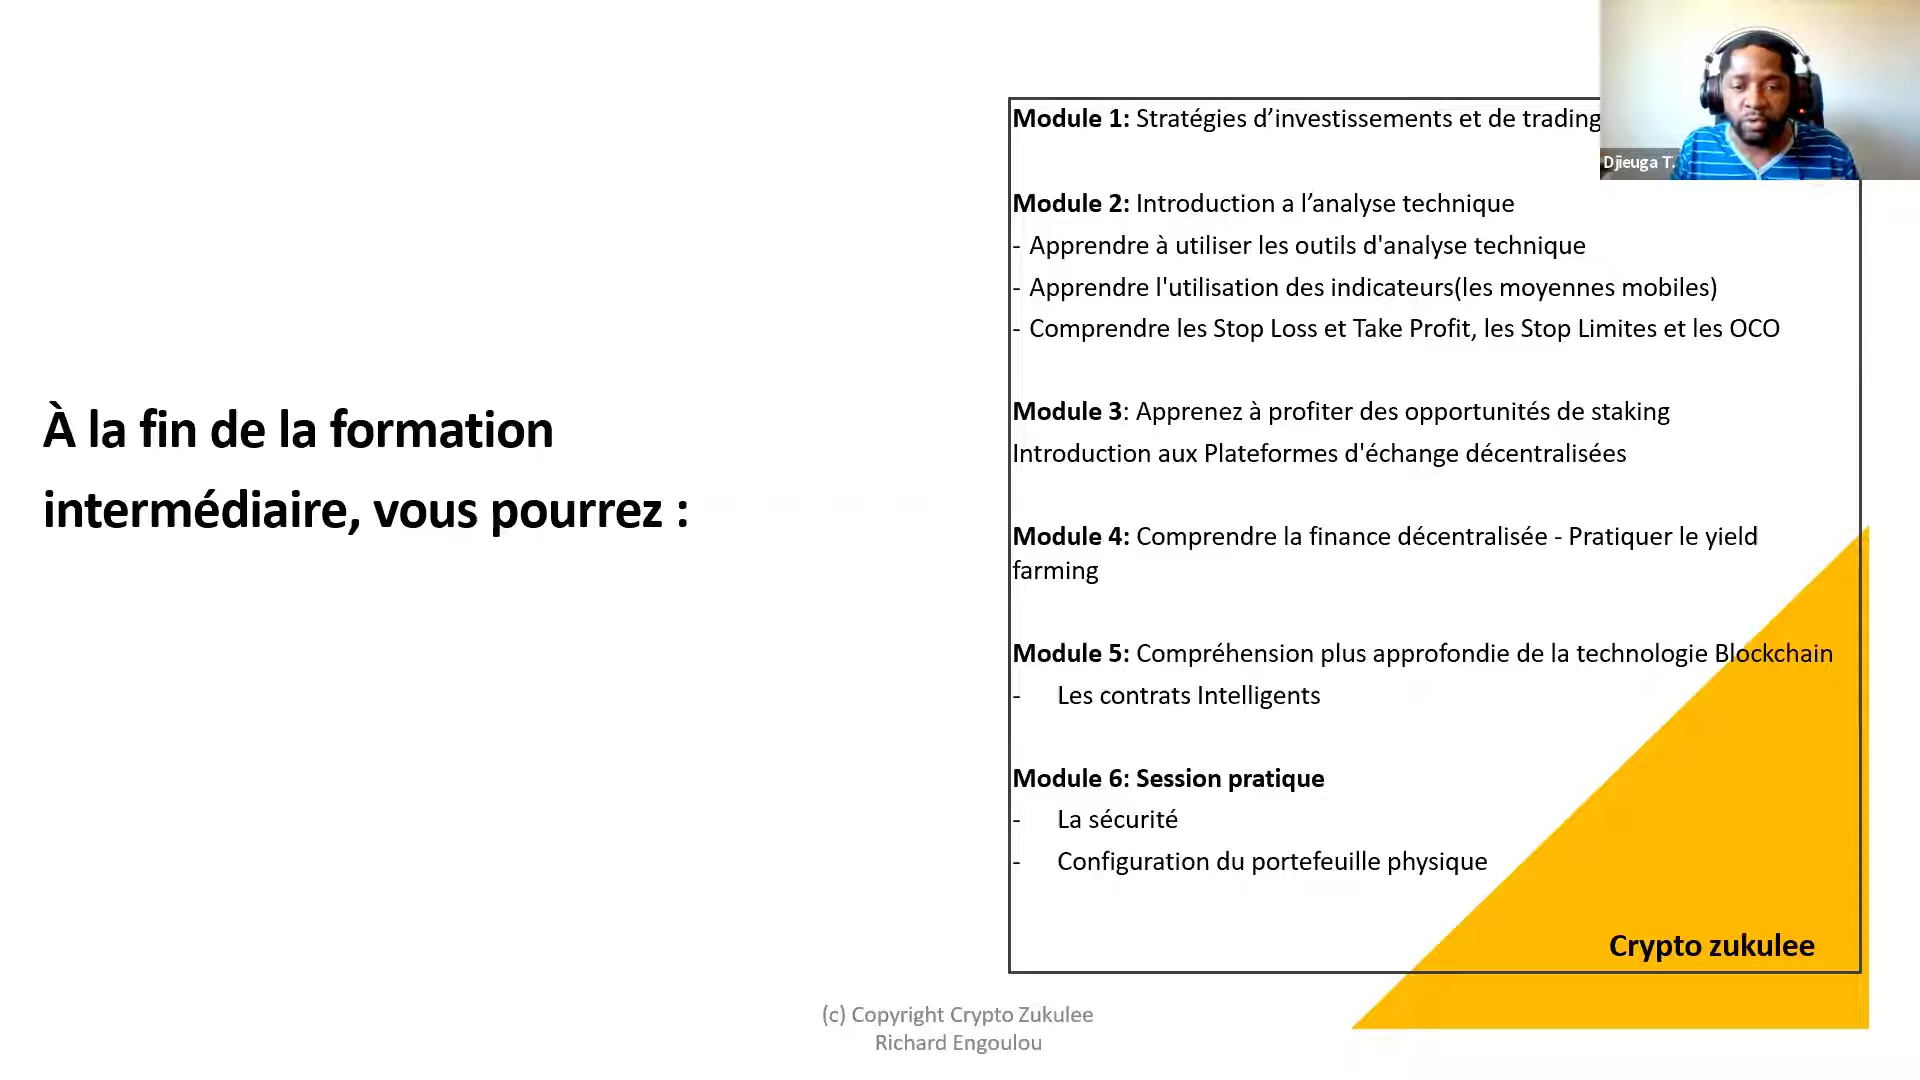 À la fin de la formation
intermédiaire, vous pourrez :
Module 1: Stratégies d’investissements et de trading
Module 2: Introduction a l’analyse technique
- Apprendre à utiliser les outils d'analyse technique
- Apprendre l'utilisation des indicateurs(les moyennes mobiles)
- Comprendre les Stop Loss et Take Profit, les Stop Limites et les OCO
Module 3: Apprenez à profiter des opportunités de staking
Introduction aux Plateformes d'échange décentralisées
Module 4: Comprendre la finance décentralisée - Pratiquer le yield
farming
Module 5: Compréhension plus approfondie de la technologie Blockchain
- Les contrats Intelligents
Module 6: Session pratique
- La sécurité
- Configuration du portefeuille physique
Crypto zukulee
(c) Copyright Crypto Zukulee
Richard Engoulou
Djieuga T.